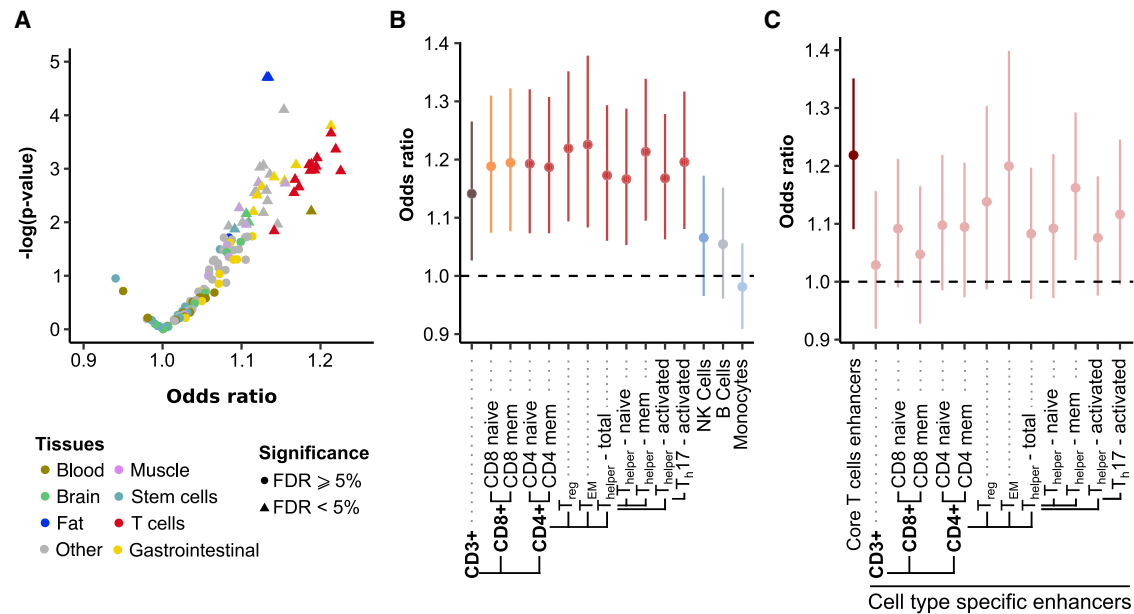 A
5
4
3
2
1
0
-log(p-value)
0.9
1.0
1.1
1.2
Odds ratio
Tissues
Blood
Brain
Fat
Other
Muscle
Stem cells
T cells
Gastrointestinal
Significance
FDR ⩾ 5%
FDR < 5%
B
1.4
1.3
1.2
1.1
1.0
0.9
Odds ratio
CD3+
CD8+
CD8 naive
CD8 mem
CD4+
CD4 naive
CD4 mem
Treg
TEM
Thelper - total
Thelper - naive
Thelper - mem
Thelper - activated
Th17 - activated
NK Cells
B Cells
Monocytes
C
1.4
1.3
1.2
1.1
1.0
0.9
Odds ratio
Core T cells enhancers
CD3+
CD8+
CD8 naive
CD8 mem
CD4+
CD4 naive
CD4 mem
Treg
TEM
Thelper - total
Thelper - naive
Thelper - mem
Thelper - activated
Th17 - activated
Cell type specific enhancers